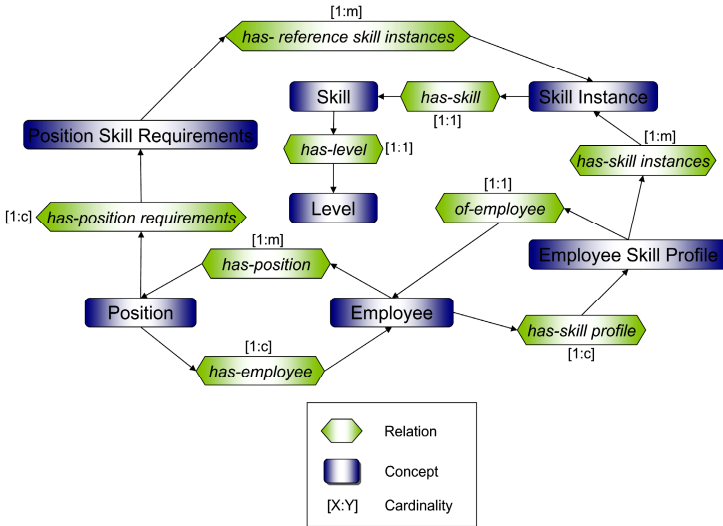 [1:m]
has- reference skill instances
Skill
has-skill
Skill Instance
[1:1]
Position Skill Requirements
has-level
[1:1]
[1:m]
has-skill instances
[1:1]
Level
of-employee
[1:c]
has-position requirements
[1:m]
has-position
Employee Skill Profile
Position
Employee
has-skill profile
[1:c]
[1:c]
has-employee
Relation
Concept
[X:Y]
Cardinality